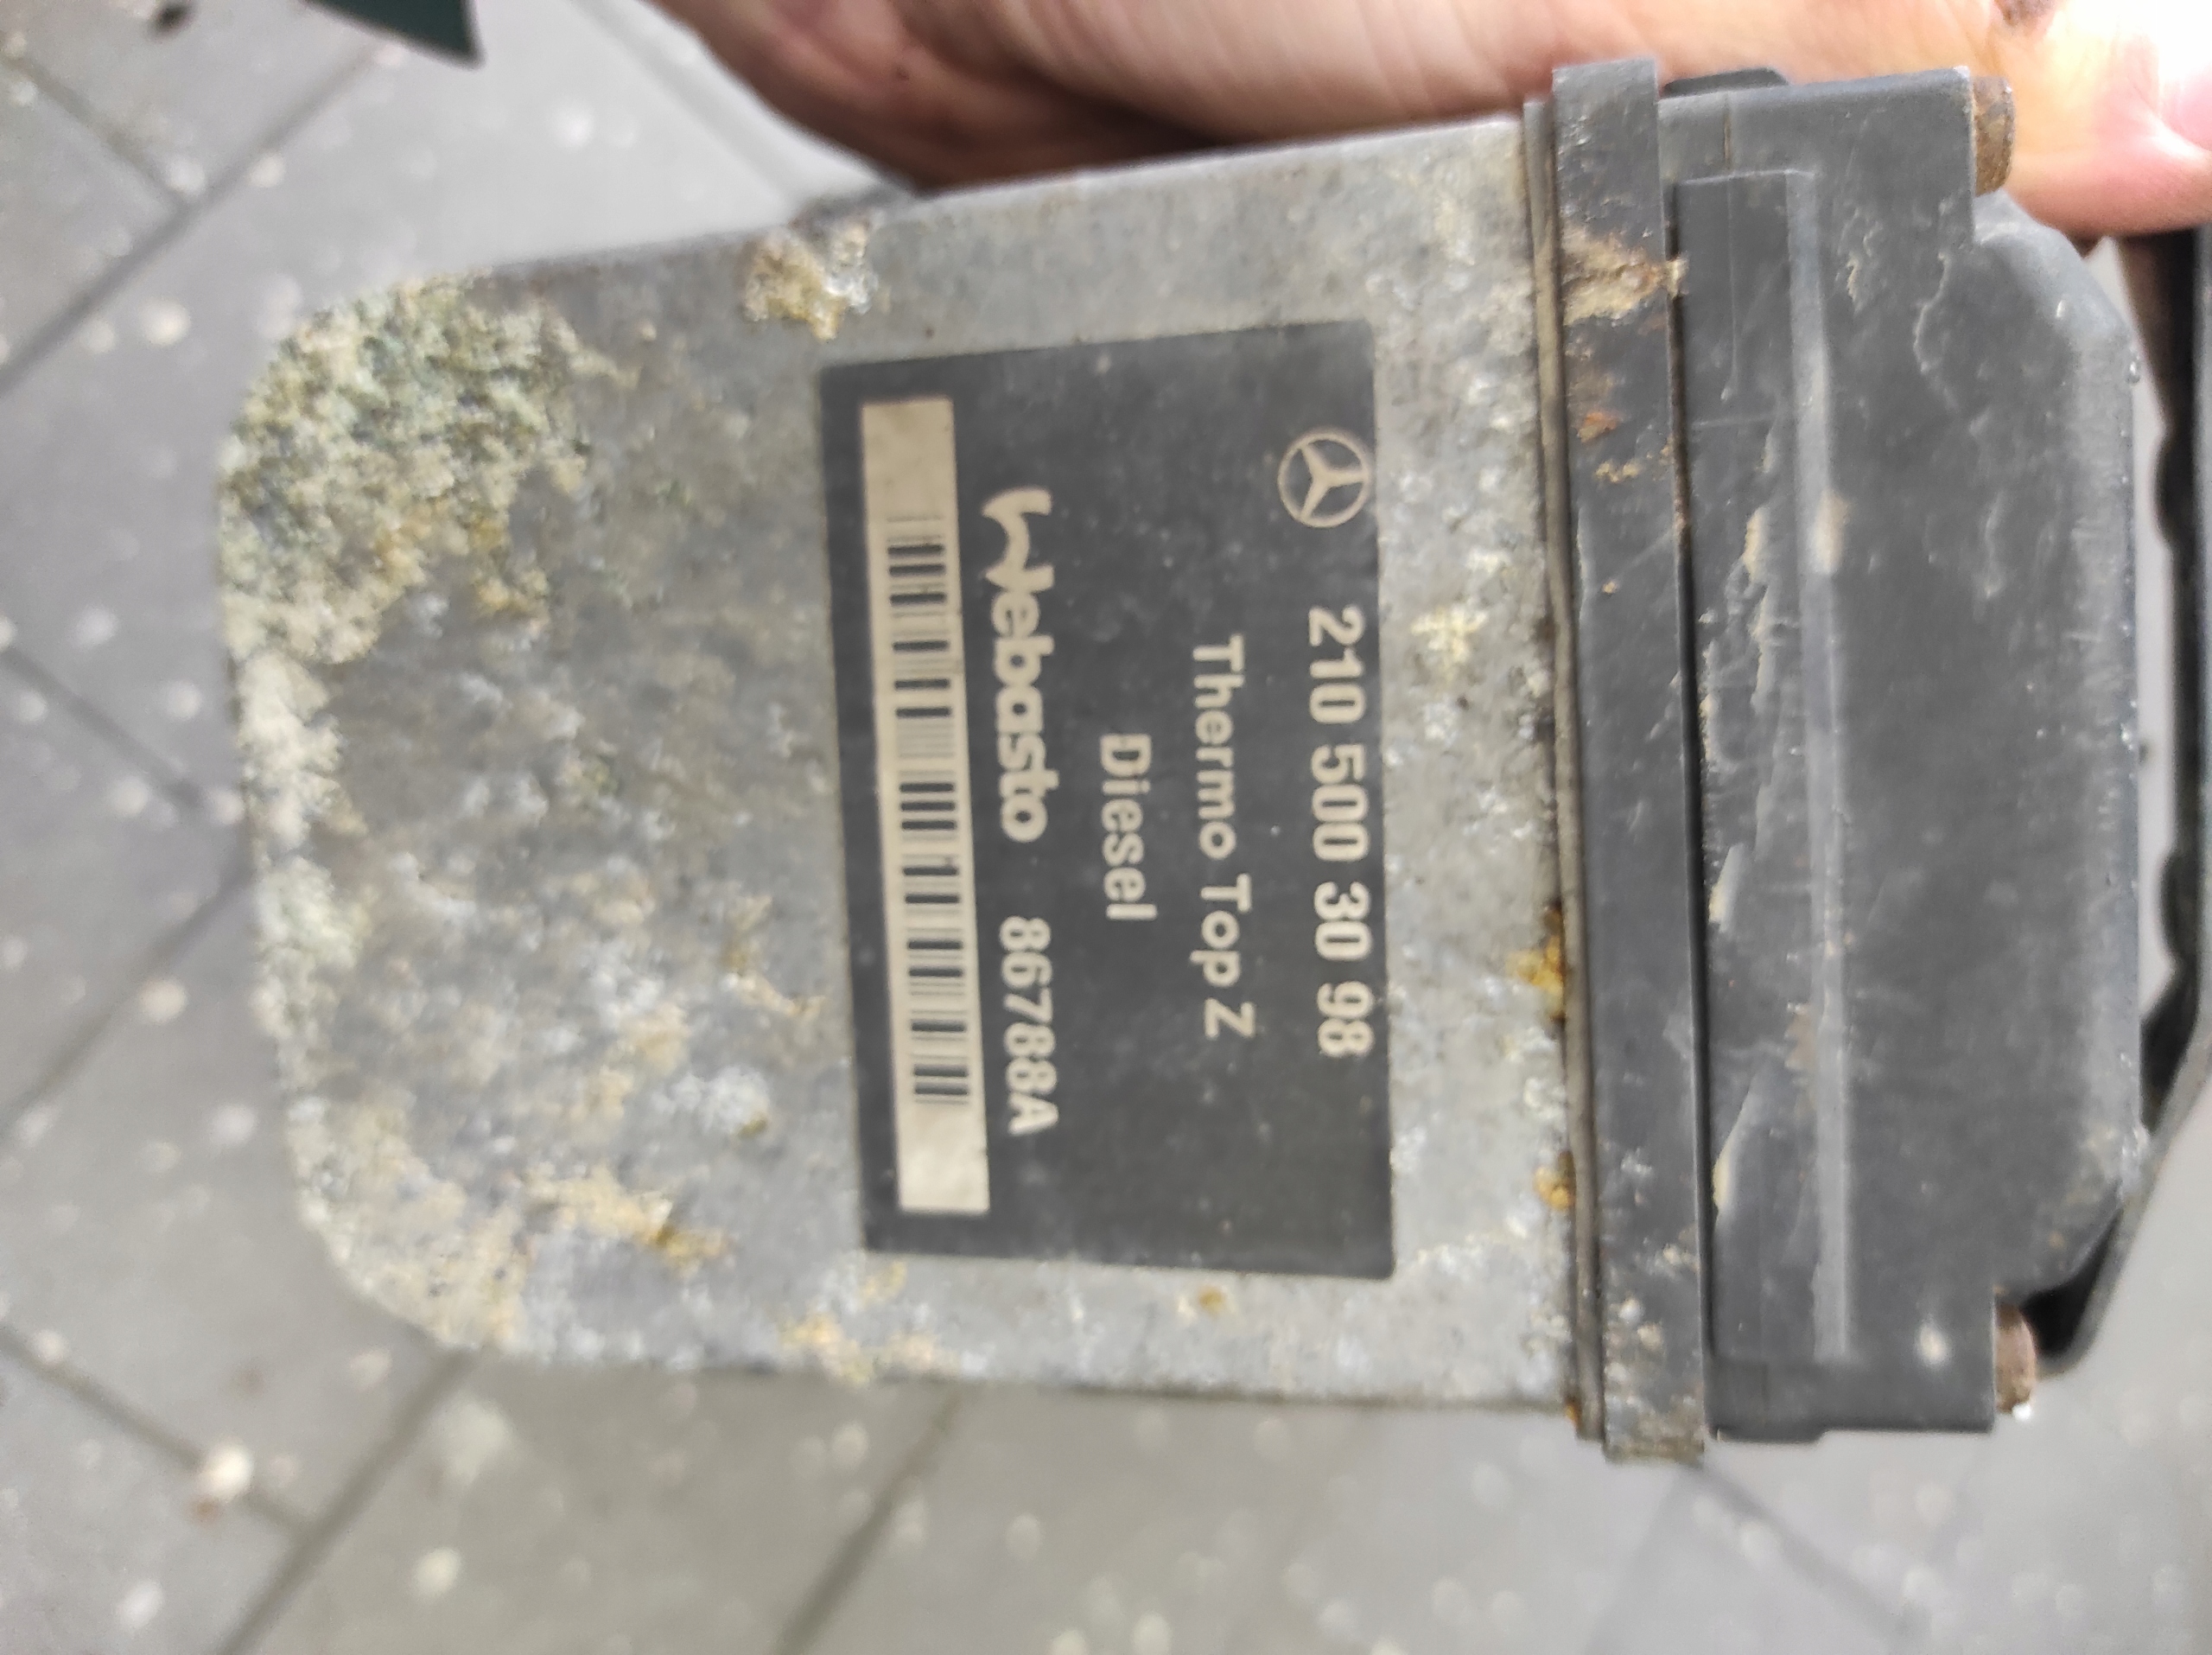 210 500 30 98
Thermo Top Z
Diesel
Webasto 86788A